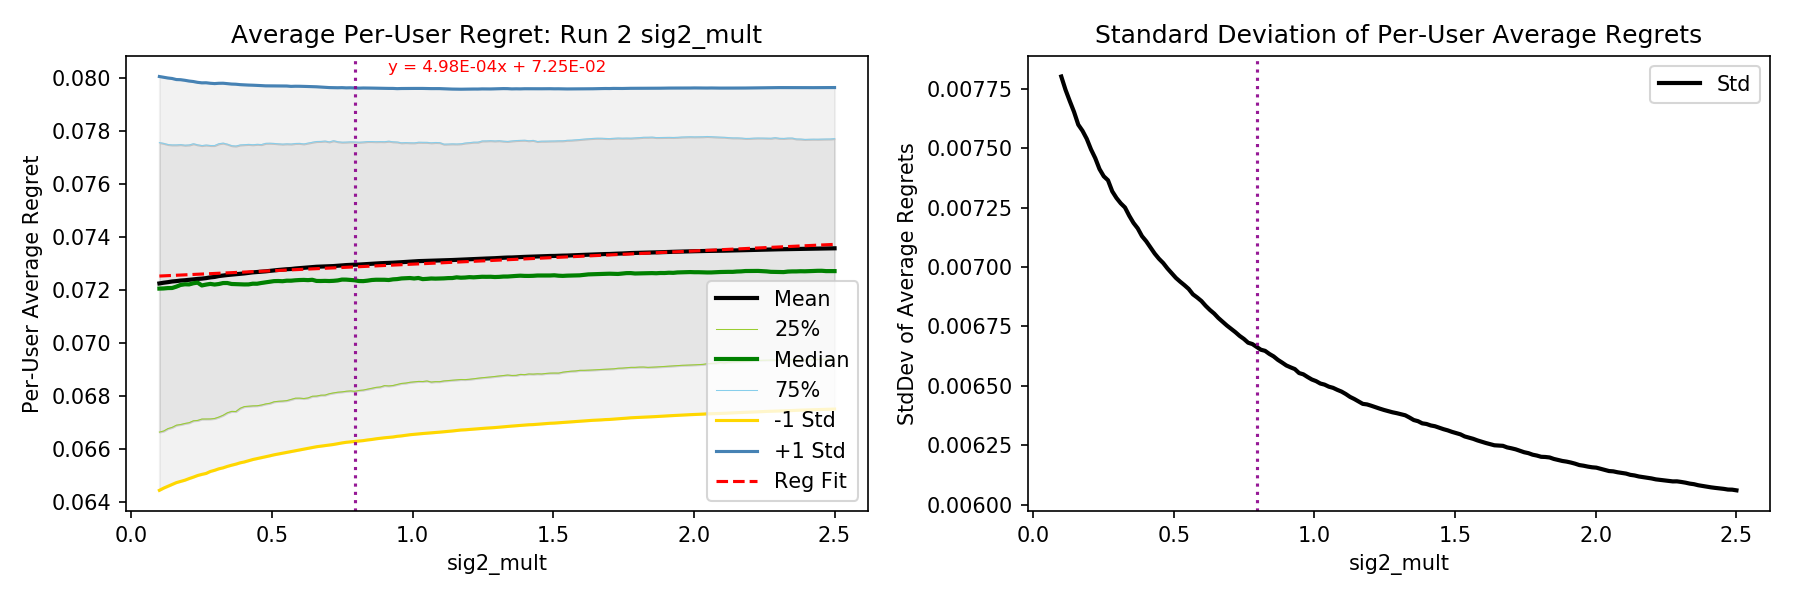 Average Per-User Regret: Run 2 sig2_mult
y = 4.98E-04x + 7.25E-02
Per-User Average Regret
0.080
0.078
0.076
0.074
0.072
0.070
0.068
0.066
0.064
Mean
25%
Median
75%
-1 Std
+1 Std
Reg Fit
0.0 0.5 1.0 1.5 2.0 2.5
sig2_mult
Standard Deviation of Per-User Average Regrets
Std
StdDev of Average Regrets
0.00775
0.00750
0.00725
0.00700
0.00675
0.00650
0.00625
0.00600
0.0 0.5 1.0 1.5 2.0 2.5
sig2_mult